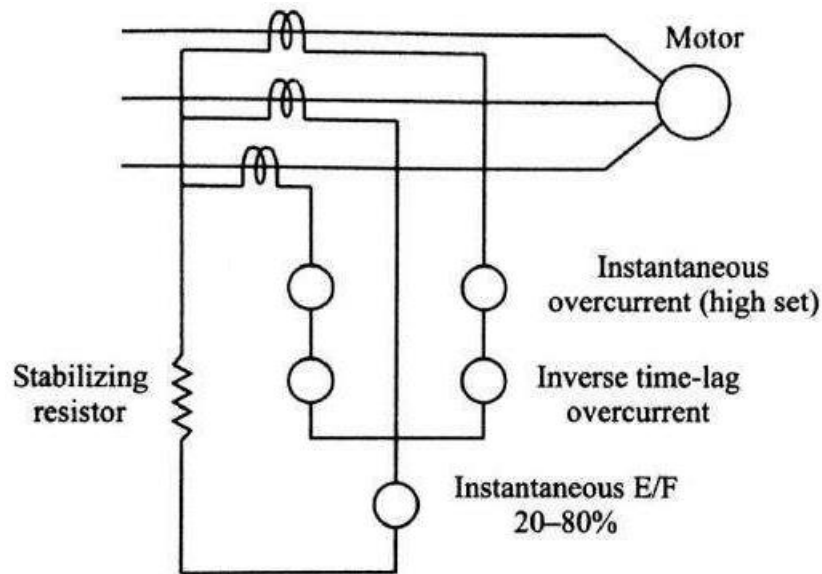 Motor
Instantaneous
overcurrent (high set)
Stabilizing
resistor
Inverse time-lag
overcurrent
Instantaneous E/F
20–80%